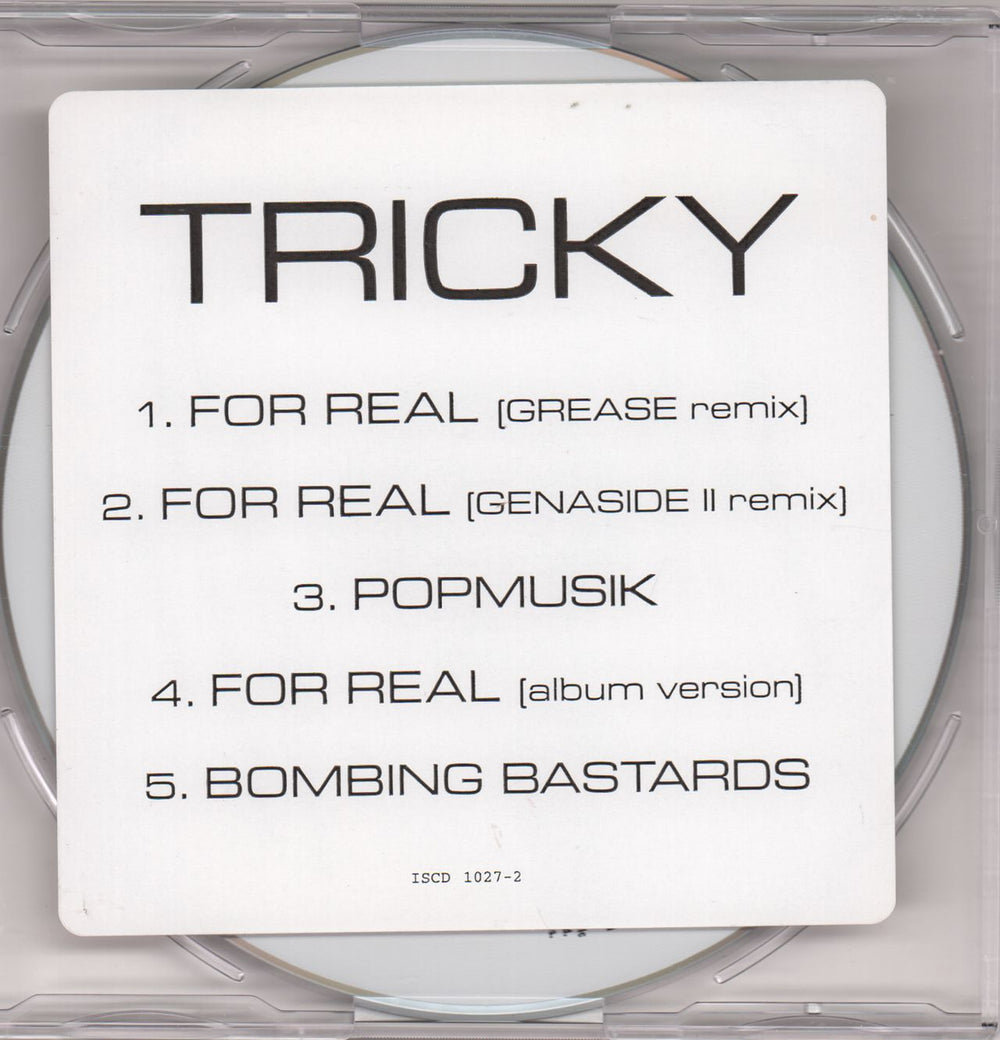 TRICKY
1. FOR REAL [GREASE remix]
2. FOR REAL [GENASIDE II remix]
3. POPMUSIK
4. FOR REAL [album version]
5. BOMBING BASTARDS
ISCD 1027-2